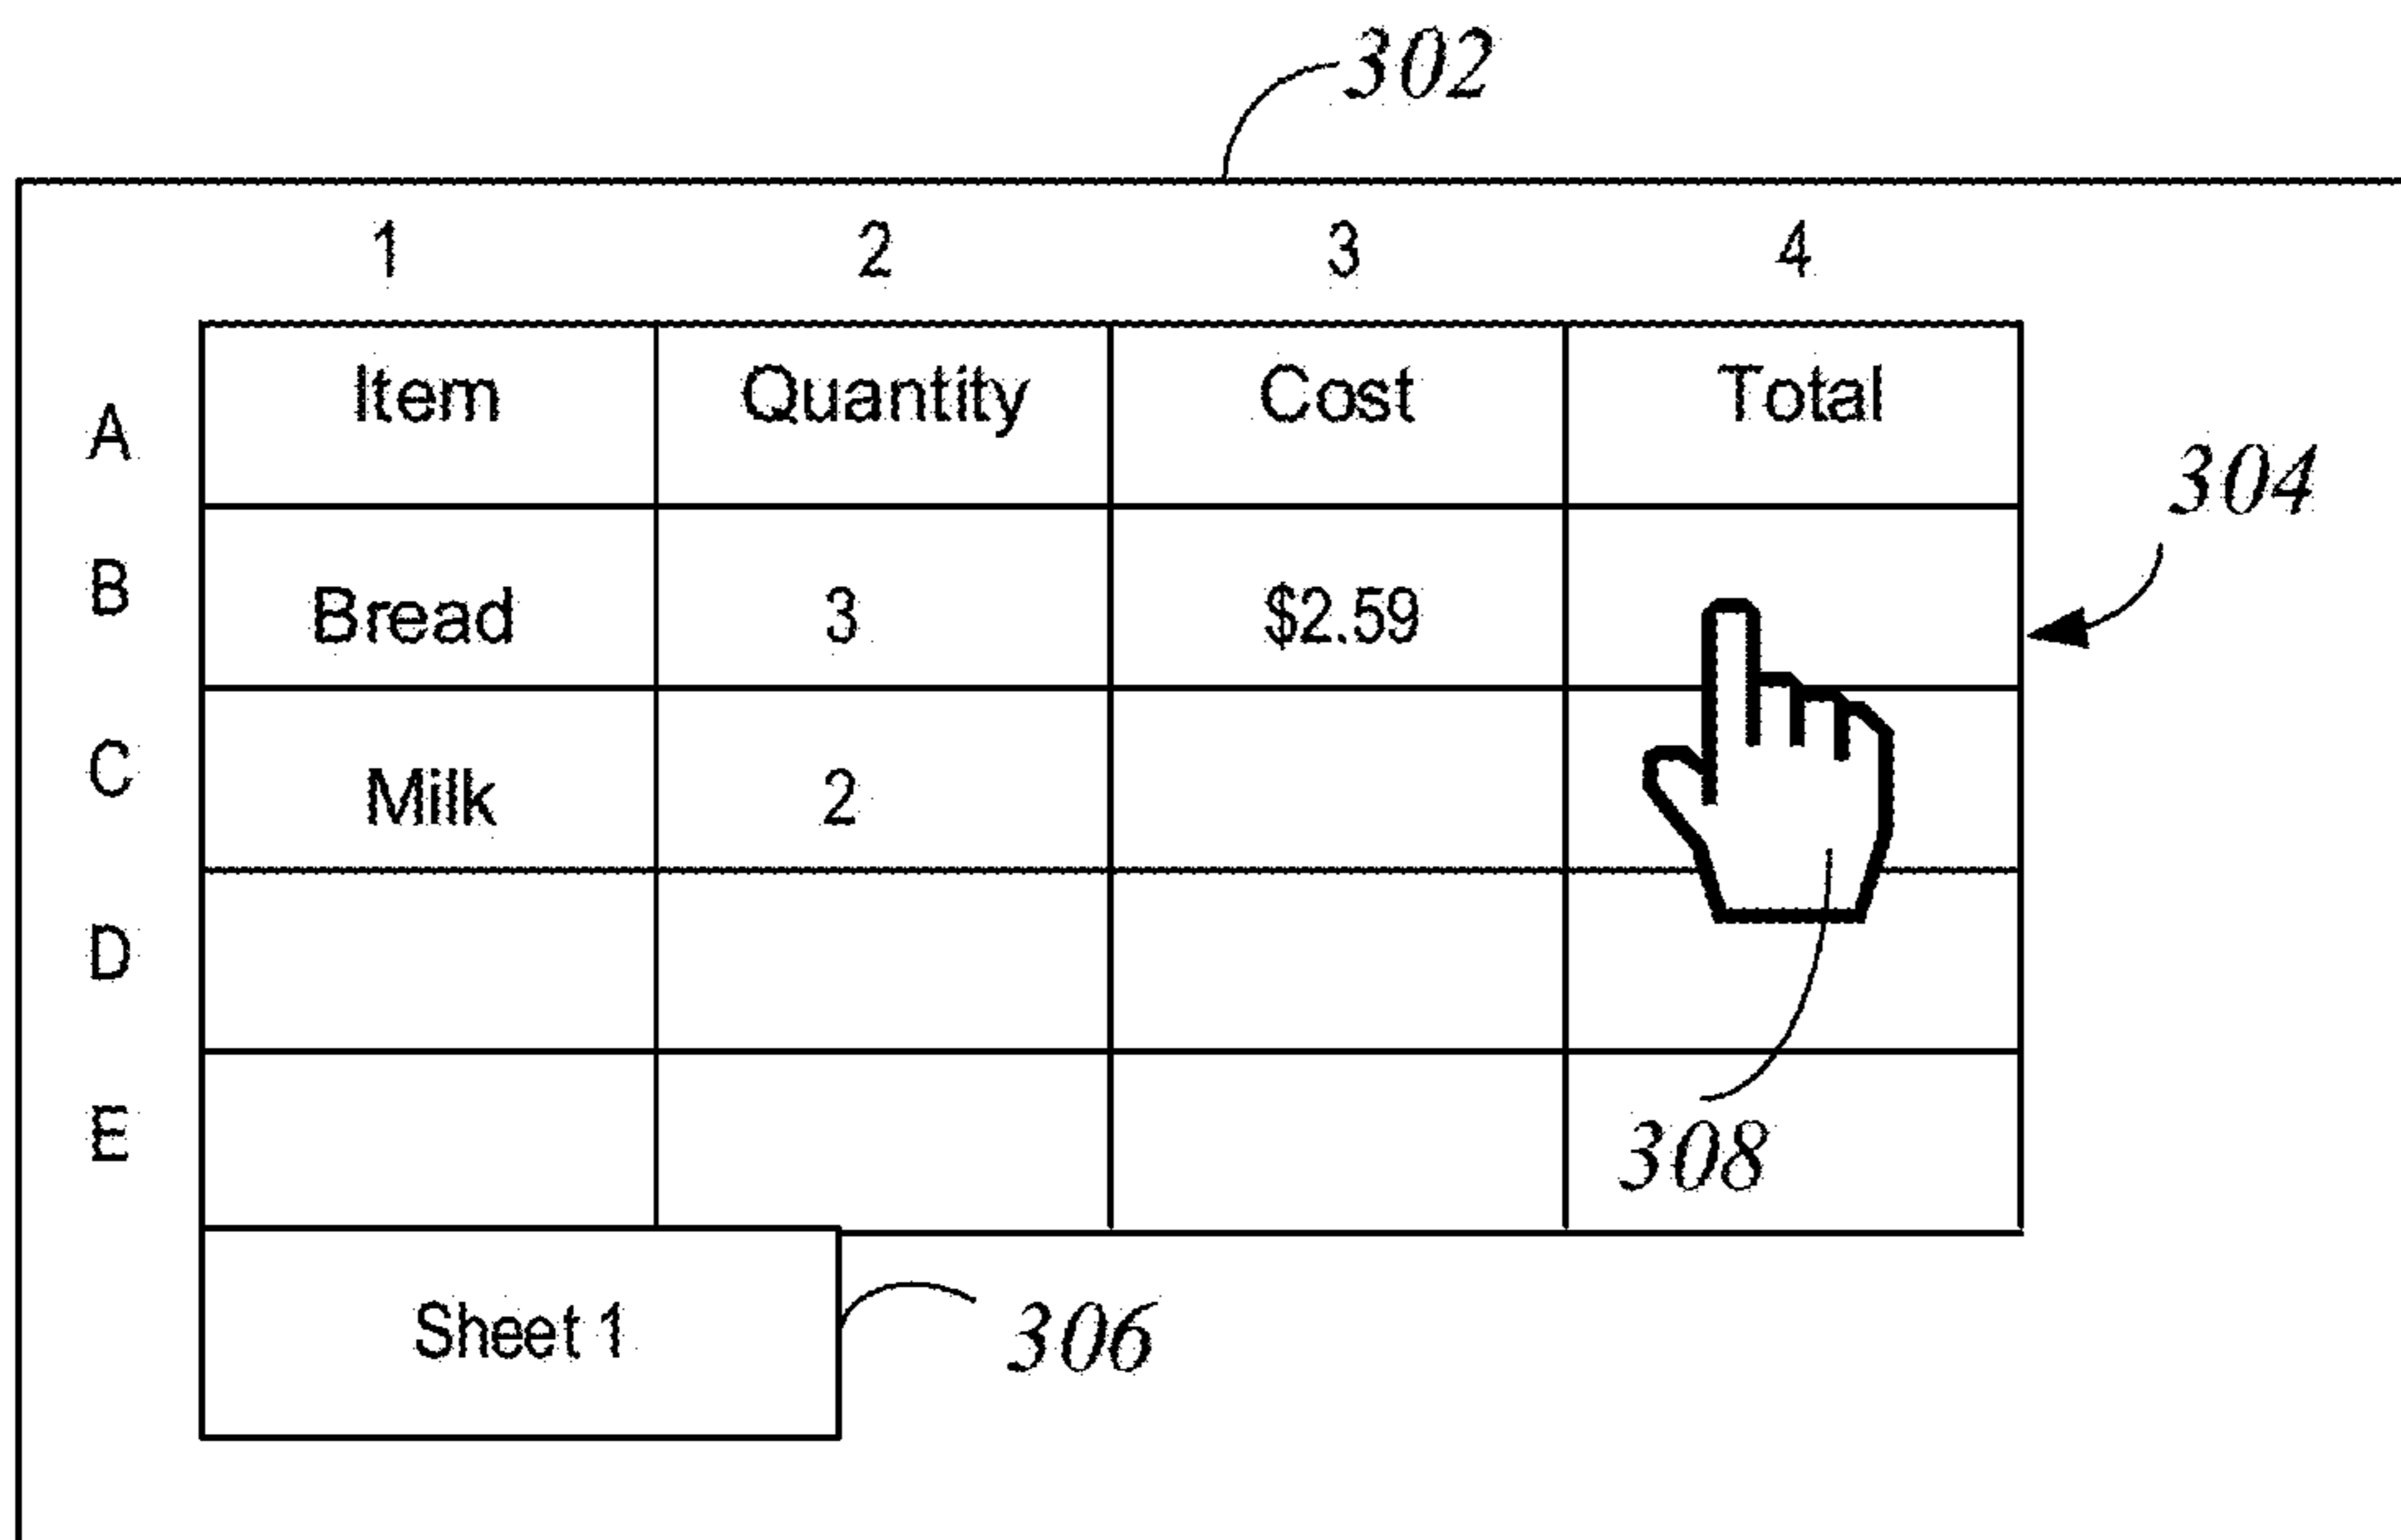 302
1 2 3 4
A Item Quantity Cost Total
304
B Bread 3 $2.59
C Milk 2
D
E
308
Sheet 1 306